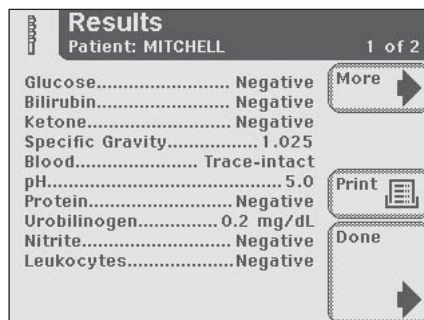 Results
Patient: MITCHELL 1 of 2
Glucose............................ Negative
Bilirubin............................ Negative
Ketone............................. Negative
Specific Gravity.................1.025
Blood...................... Trace-intact
pH...............................................5.0
Protein.............................Negative
Urobilinogen...............0.2 mg/dL
Nitrite...............................Negative
Leukocytes......................Negative
More
Print
Done